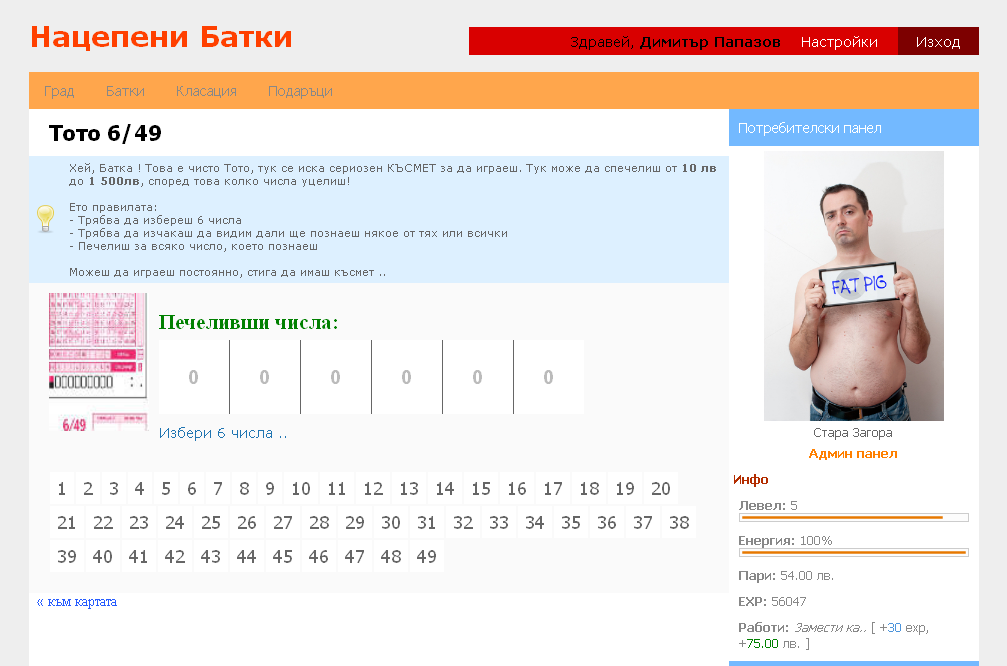 Нацепени Батки
Здравей, Димитър Папазов Настройки Изход
Град Батки Класация Подаръци
Тото 6/49
Хей, Батка ! Това е чисто Тото, тук се иска сериозен КЪСМЕТ за да играеш. Тук може да спечелиш от 10 лв
до 1 500лв, според това колко числа уцелиш!
Ето правилата:
- Трябва да избереш 6 числа
- Трябва да изчакаш да видим дали ще познаеш някое от тях или всички
- Печелиш за всяко число, което познаеш
Можеш да играеш постоянно, стига да имаш късмет ..
6/49
Печеливши числа:
0 0 0 0 0 0
Избери 6 числа ..
1 2 3 4 5 6 7 8 9 10 11 12 13 14 15 16 17 18 19 20
21 22 23 24 25 26 27 28 29 30 31 32 33 34 35 36 37 38
39 40 41 42 43 44 45 46 47 48 49
« към картата
Потребителски панел
FAT PIG
Стара Загора
Админ панел
Инфо
Левел: 5
Енергия: 100%
Пари: 54.00 лв.
EXP: 56047
Работи: Замести ка.. [ +30 exp,
+75.00 лв. ]